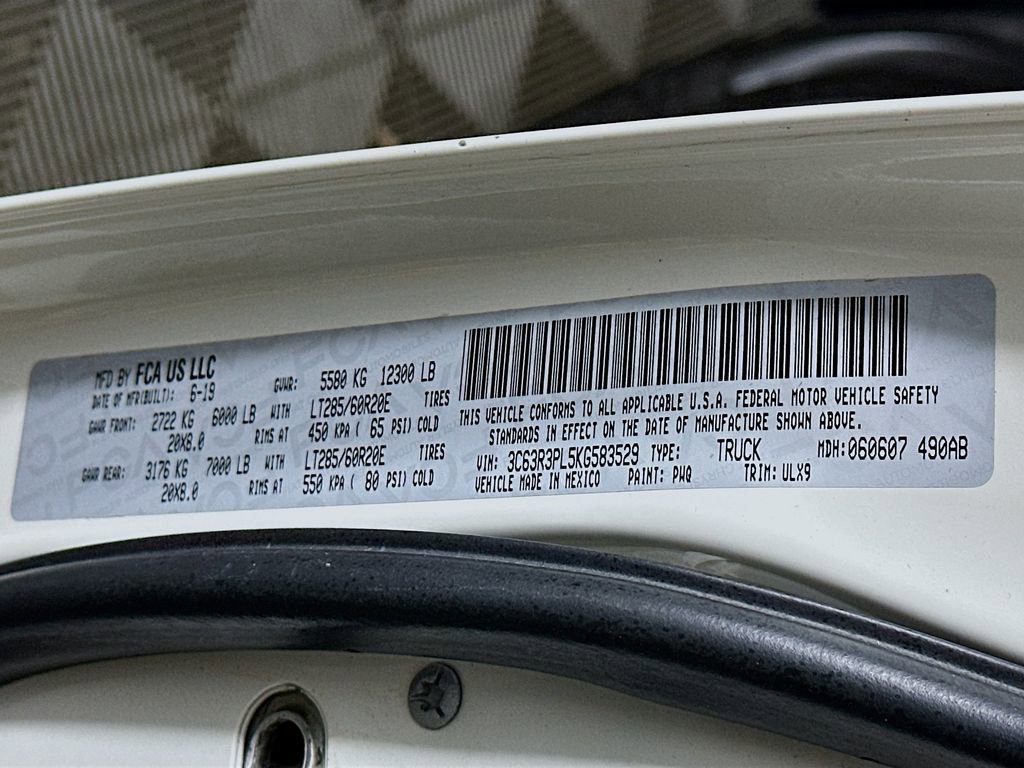 MFD BY FCA US LLC
DATE OF MFR(BUILT): 6-19 GVWR: 5580 KG 12300 LB
GAWR FRONT: 2722 KG 6000 LB WITH LT285/60R20E TIRES
20X8.0 RIMS AT 450 KPA ( 65 PSI) COLD
GAWR REAR: 3176 KG 7000 LB WITH LT285/60R20E TIRES
20X8.0 RIMS AT 550 KPA ( 80 PSI) COLD
THIS VEHICLE CONFORMS TO ALL APPLICABLE U.S.A. FEDERAL MOTOR VEHICLE SAFETY
STANDARDS IN EFFECT ON THE DATE OF MANUFACTURE SHOWN ABOVE.
VIN: 3C63R3PL5KG583529 TYPE: TRUCK MDH:060607 490AB
VEHICLE MADE IN MEXICO PAINT: PWQ TRIM: ULX9